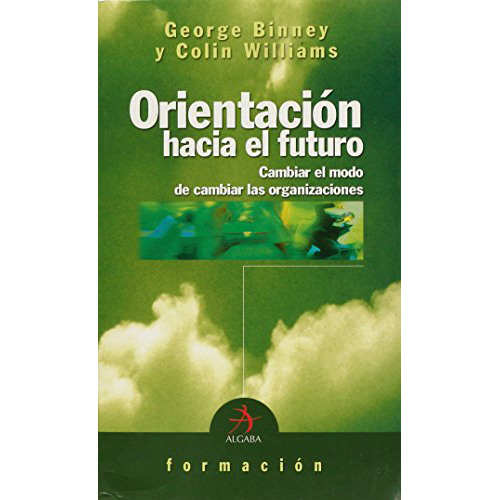 George Binney
y Colin Williams
Orientación
hacia el futuro
Cambiar el modo
de cambiar las organizaciones
ALGABA
formación